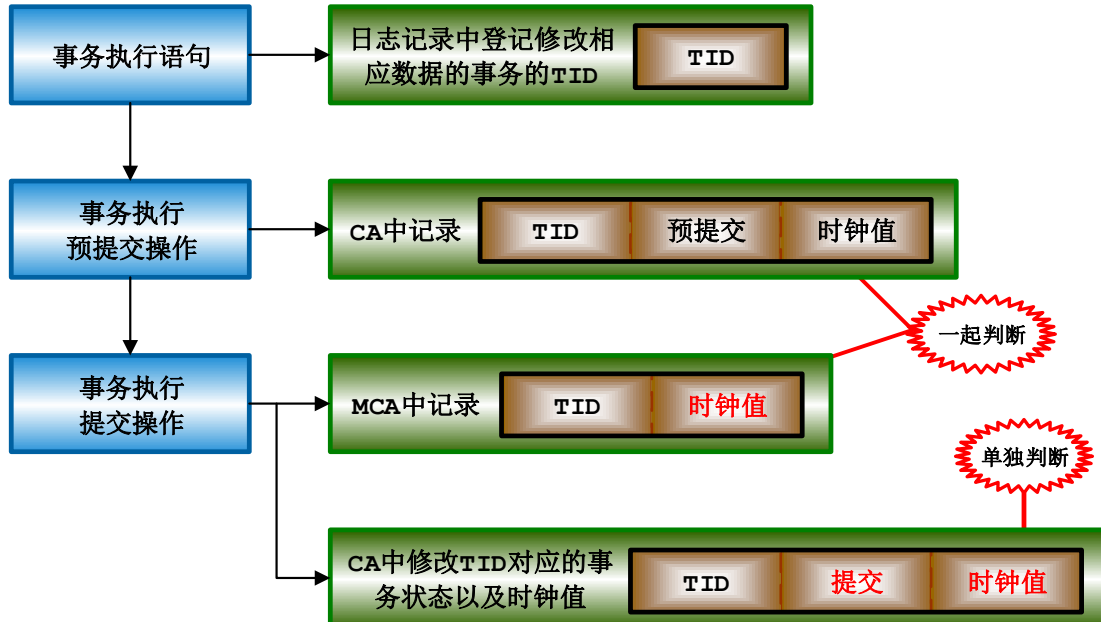 事务执行语句
日志记录中登记修改相
应数据的事务的TID
TID
事务执行
预提交操作
CA中记录
TID
预提交
时钟值
一起判断
事务执行
提交操作
MCA中记录
TID
时钟值
单独判断
CA中修改TID对应的事
务状态以及时钟值
TID
提交
时钟值